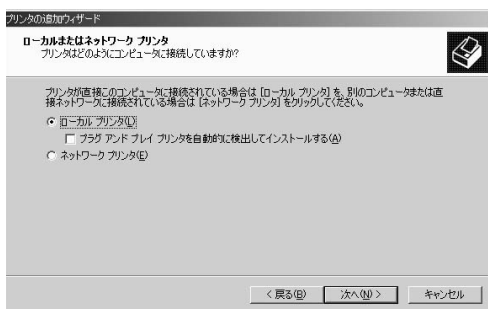 プリンタの追加ウィザード
ローカルまたはネットワーク プリンタ
プリンタはどのようにコンピュータに接続していますか?
プリンタが直接このコンピュータに接続されている場合は [ローカル プリンタ] を、別のコンピュータまたは直
接ネットワークに接続されている場合は [ネットワーク プリンタ] をクリックしてください。
ローカル プリンタ(L)
プラグ アンド プレイ プリンタを自動的に検出してインストールする(A)
ネットワーク プリンタ(E)
< 戻る(B)
次へ(N) >
キャンセル